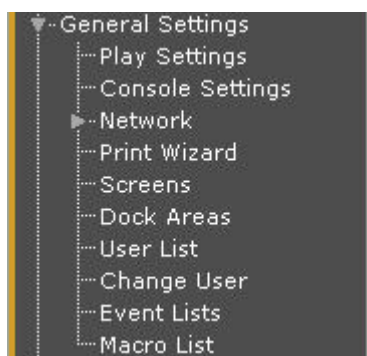 General Settings
Play Settings
Console Settings
Network
Print Wizard
Screens
Dock Areas
User List
Change User
Event Lists
Macro List